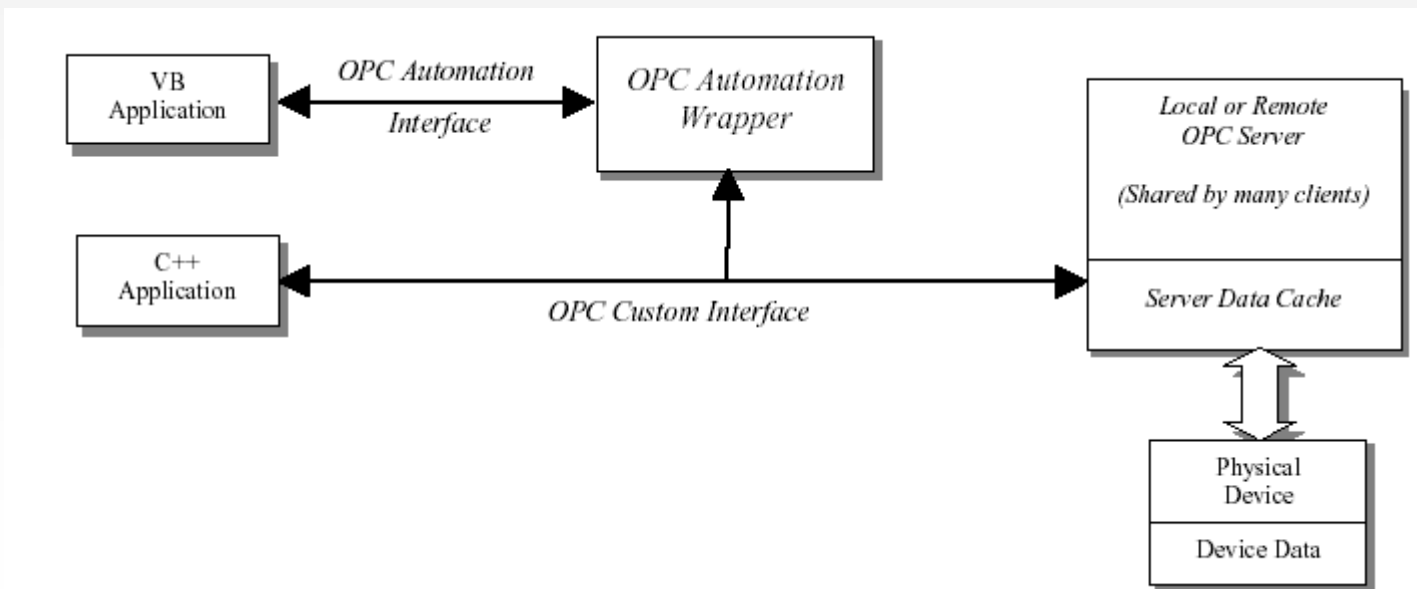 VB
Application
OPC Automation
Interface
OPC Automation
Wrapper
Local or Remote
OPC Server
(Shared by many clients)
C++
Application
OPC Custom Interface
Server Data Cache
Physical
Device
Device Data